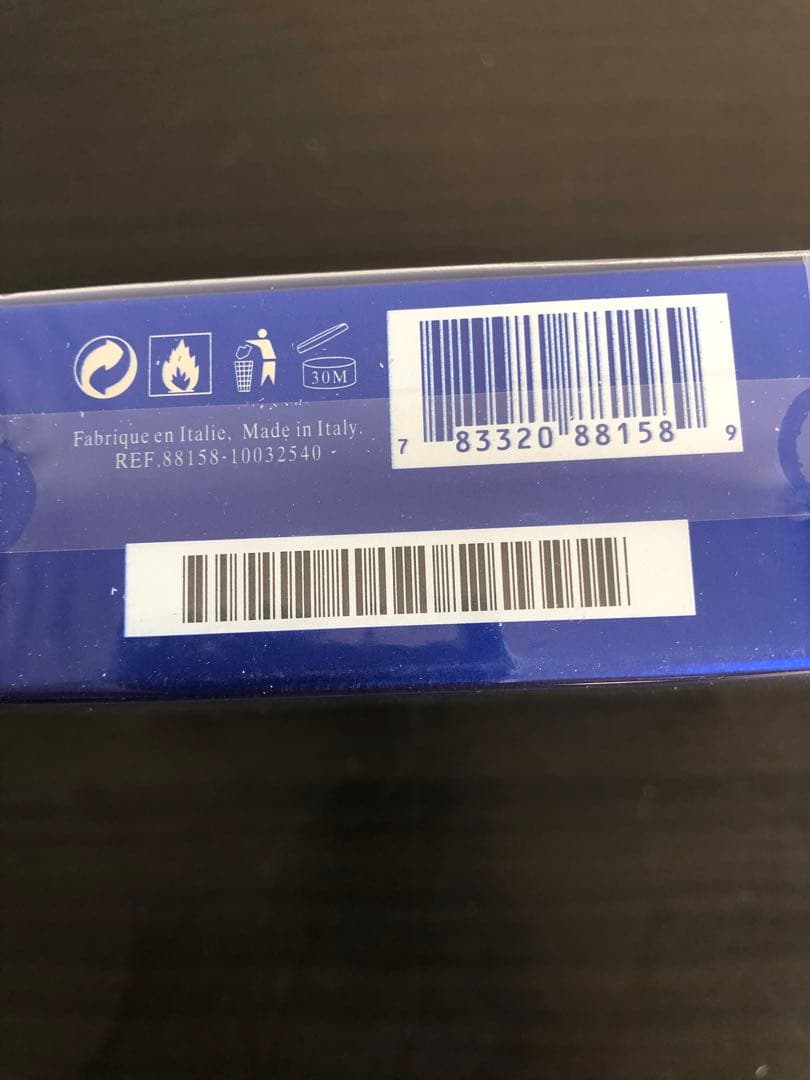 30M
Fabrique en Italie, Made in Italy.
REF.88158-10032540
7 83320 88158 9